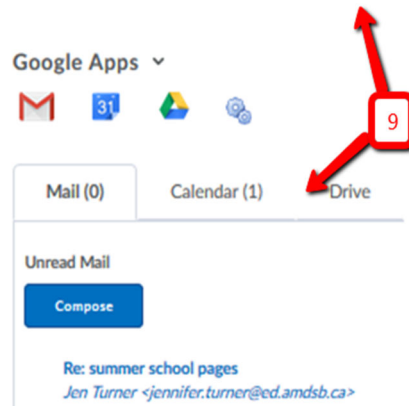 Google Apps
31
9
Mail (0) Calendar (1) Drive
Unread Mail
Compose
Re: summer school pages
Jen Turner <jennifer.turner@ed.amdsb.ca>